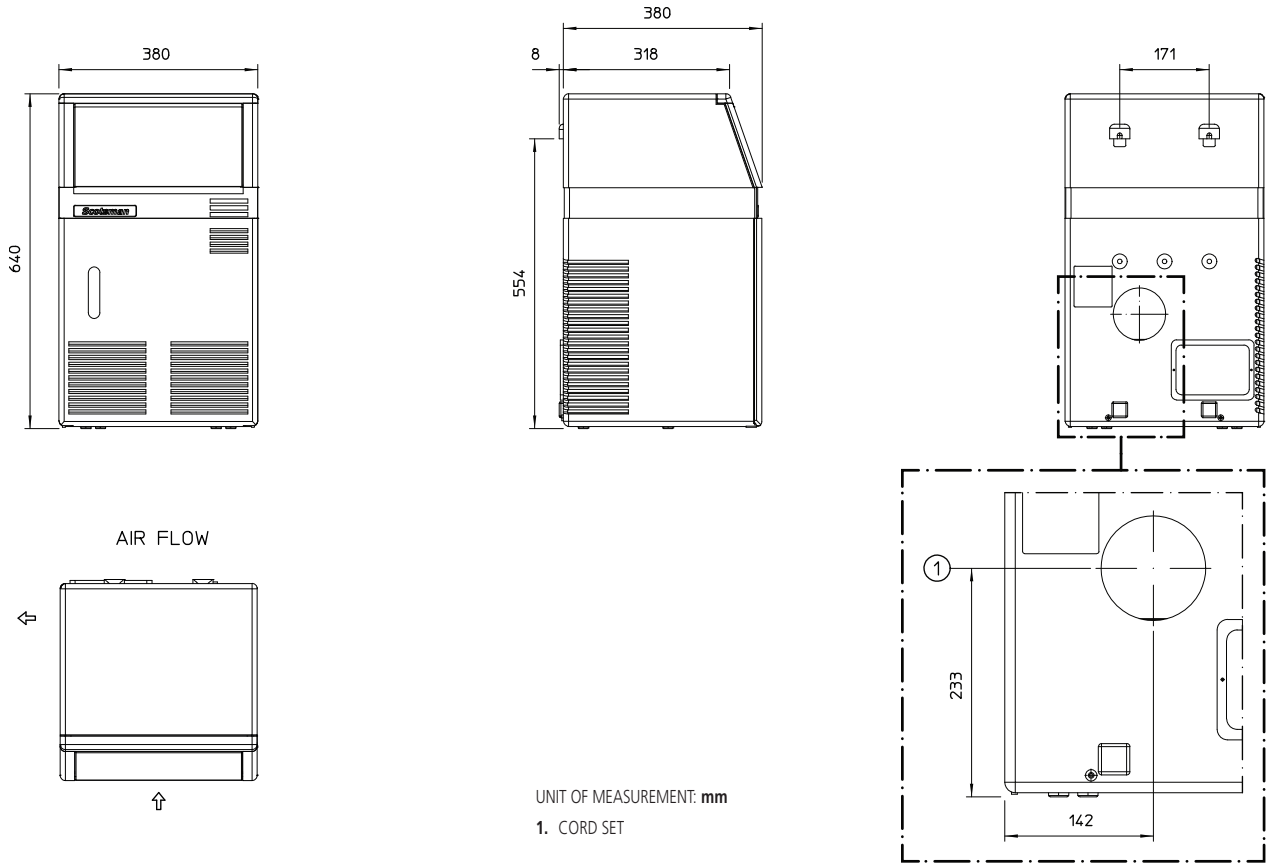 380
640
Scotsman
380
8
318
554
171
AIR FLOW
1
233
142
UNIT OF MEASUREMENT: mm
1. CORD SET